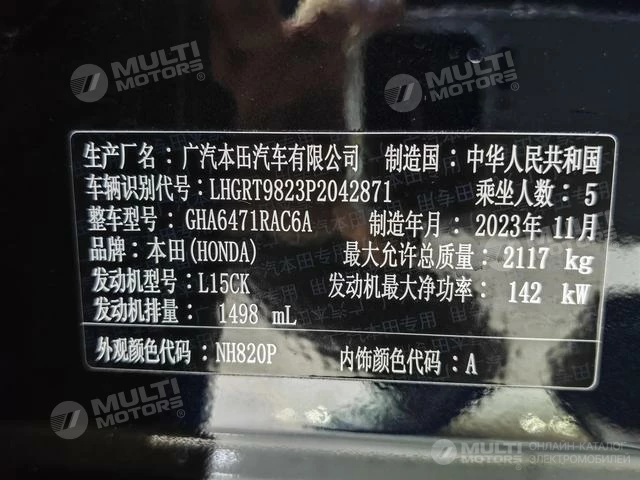 MULTI MOTORS®
MULTI MOTORS®
生产厂名：广汽本田汽车有限公司 制造国：中华人民共和国
车辆识别代号：LHGRT9823P2042871 乘坐人数：5
整车型号：GHA6471RAC6A 制造年月：2023年11月
品牌：本田(HONDA) 最大允许总质量：2117 kg
发动机型号：L15CK 发动机最大净功率：142 kW
发动机排量：1498 mL
外观颜色代码：NH820P 内饰颜色代码：A
MULTI MOTORS®
MULTI MOTORS ОНЛАЙН-КАТАЛОГ ЭЛЕКТРОМОБИЛЕЙ